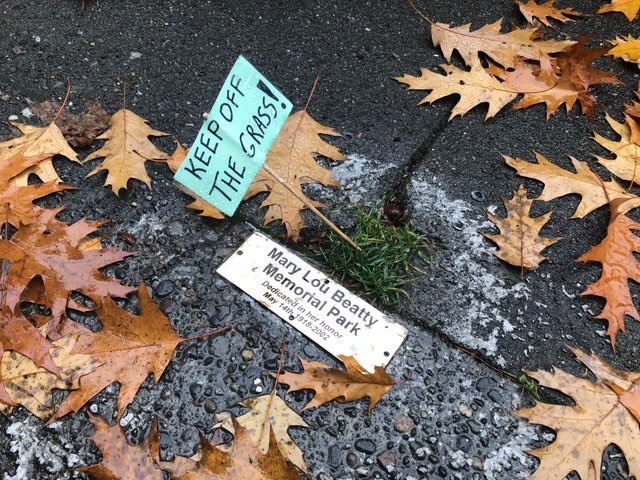 KEEP OFF
THE GRASS!
Mary Lou Beatty
Memorial Park
Dedicated in her honor
May 14th 1918-2002